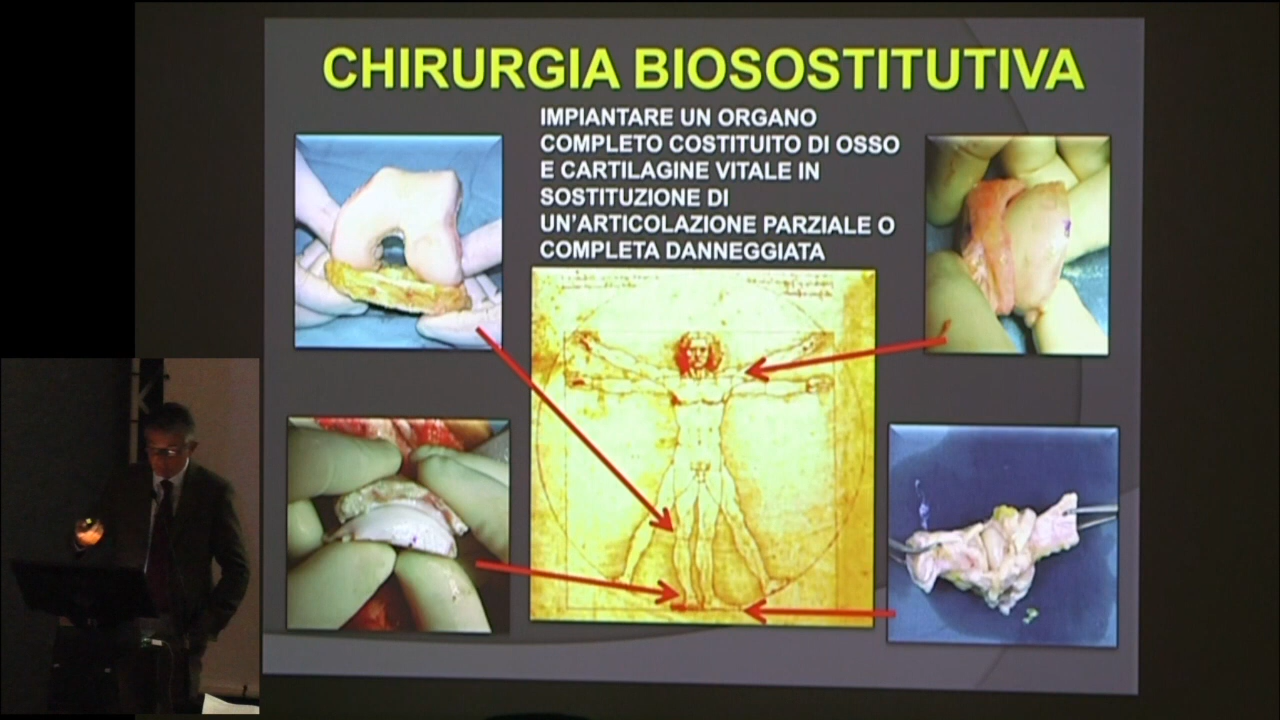 CHIRURGIA BIOSOSTITUTIVA
IMPIANTARE UN ORGANO
COMPLETO COSTITUITO DI OSSO
E CARTILAGINE VITALE IN
SOSTITUZIONE DI
UN'ARTICOLAZIONE PARZIALE O
COMPLETA DANNEGGIATA